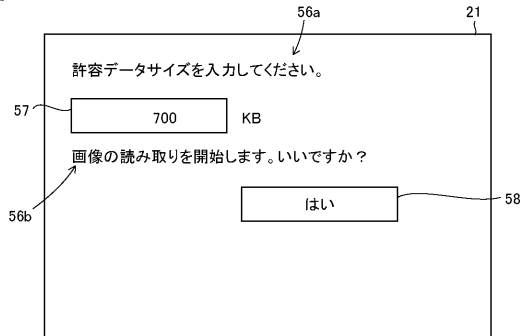 56a
21
許容データサイズを入力してください。
57
700 KB
画像の読み取りを開始します。いいですか？
56b
はい
58